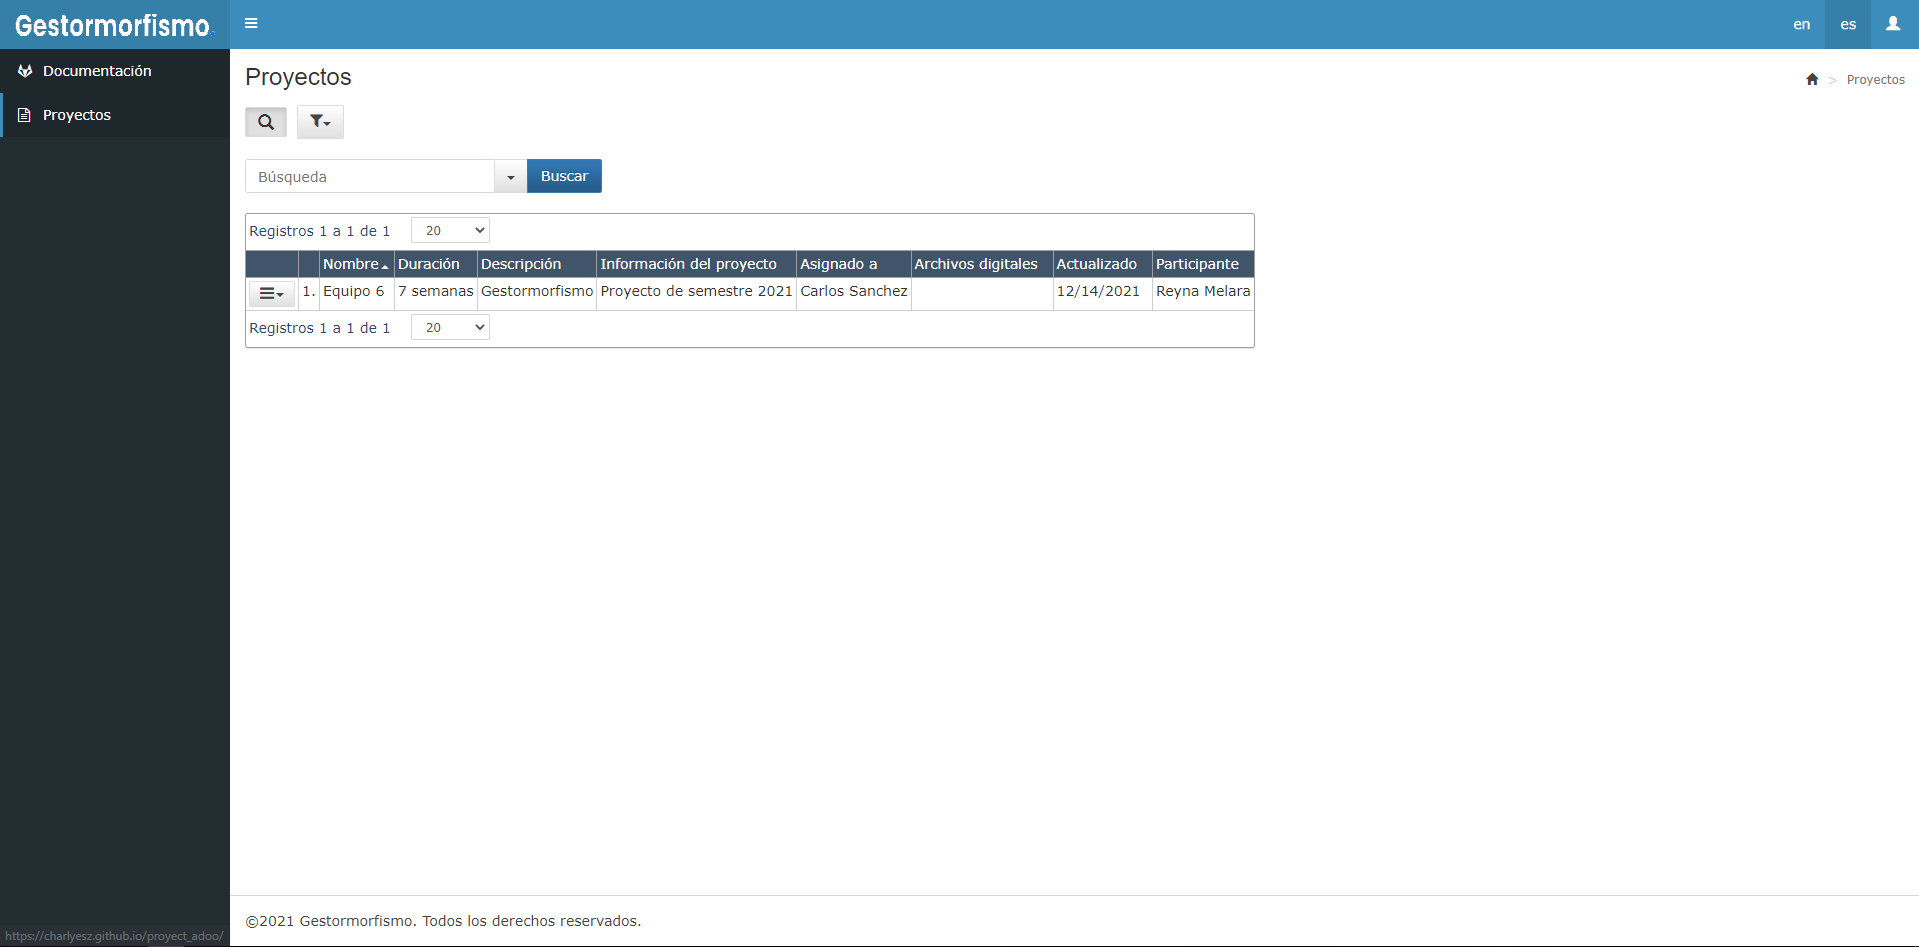 Gestormorfismo.
en es
Documentación
Proyectos
Proyectos
> Proyectos
Búsqueda
Buscar
Registros 1 a 1 de 1 20
Nombre Duración Descripción Información del proyecto Asignado a Archivos digitales Actualizado Participante
1. Equipo 6 7 semanas Gestormorfismo Proyecto de semestre 2021 Carlos Sanchez 12/14/2021 Reyna Melara
Registros 1 a 1 de 1 20
©2021 Gestormorfismo. Todos los derechos reservados.
https://charlyesz.github.io/proyect_adoo/